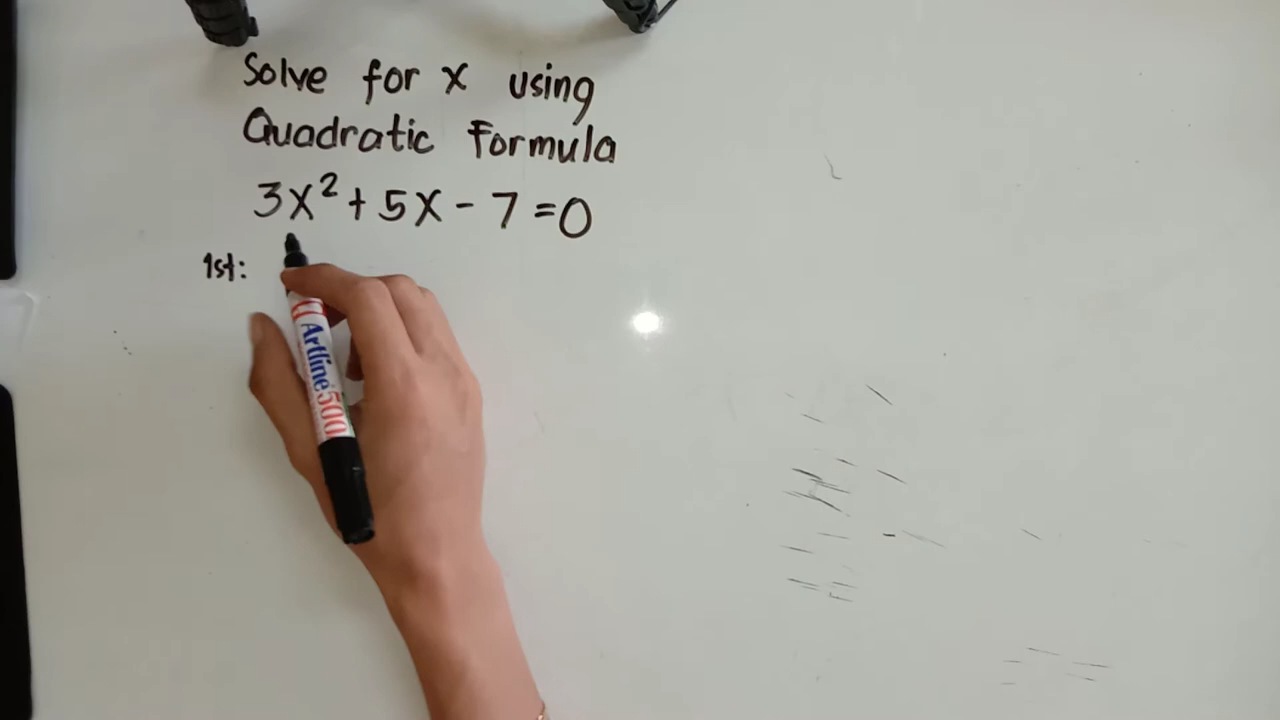 Solve for x using
Quadratic Formula
3x² + 5x - 7 = 0
1st:
Artline 500